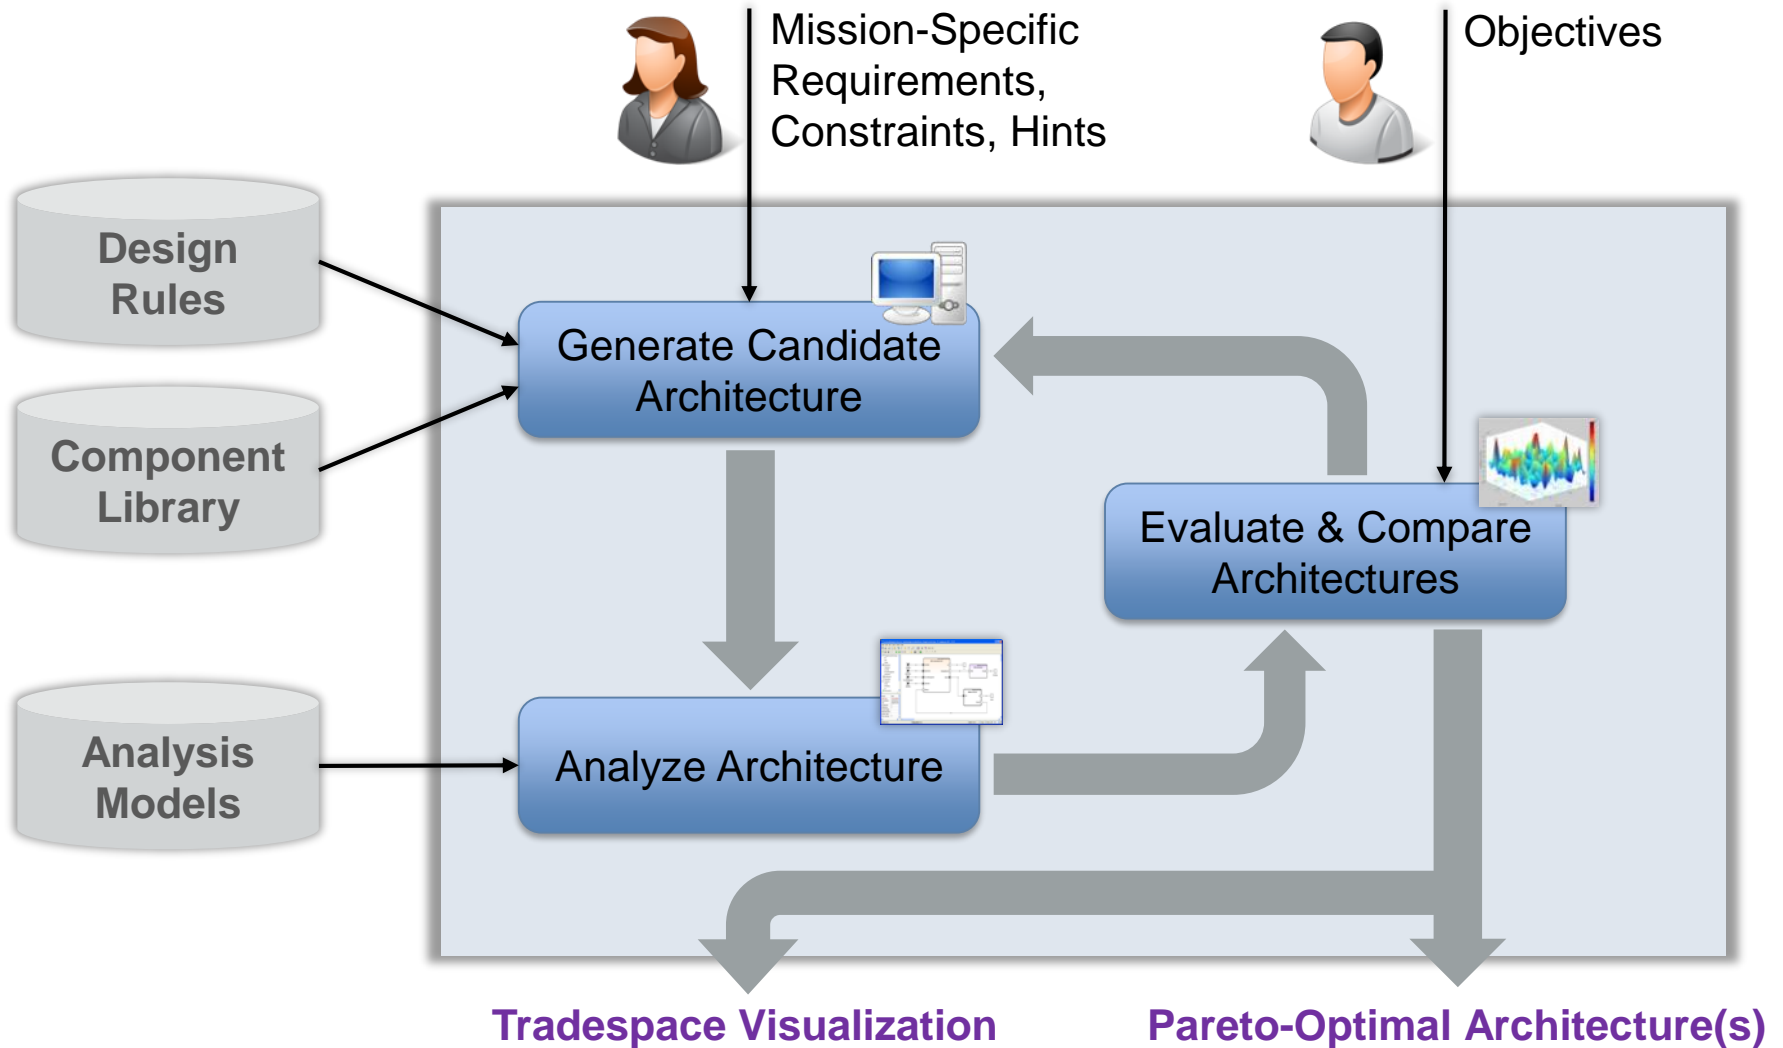 Mission-Specific
Requirements,
Constraints, Hints
Objectives
Design
Rules
Generate Candidate
Architecture
Component
Library
Evaluate & Compare
Architectures
Analysis
Models
Analyze Architecture
Tradespace Visualization
Pareto-Optimal Architecture(s)